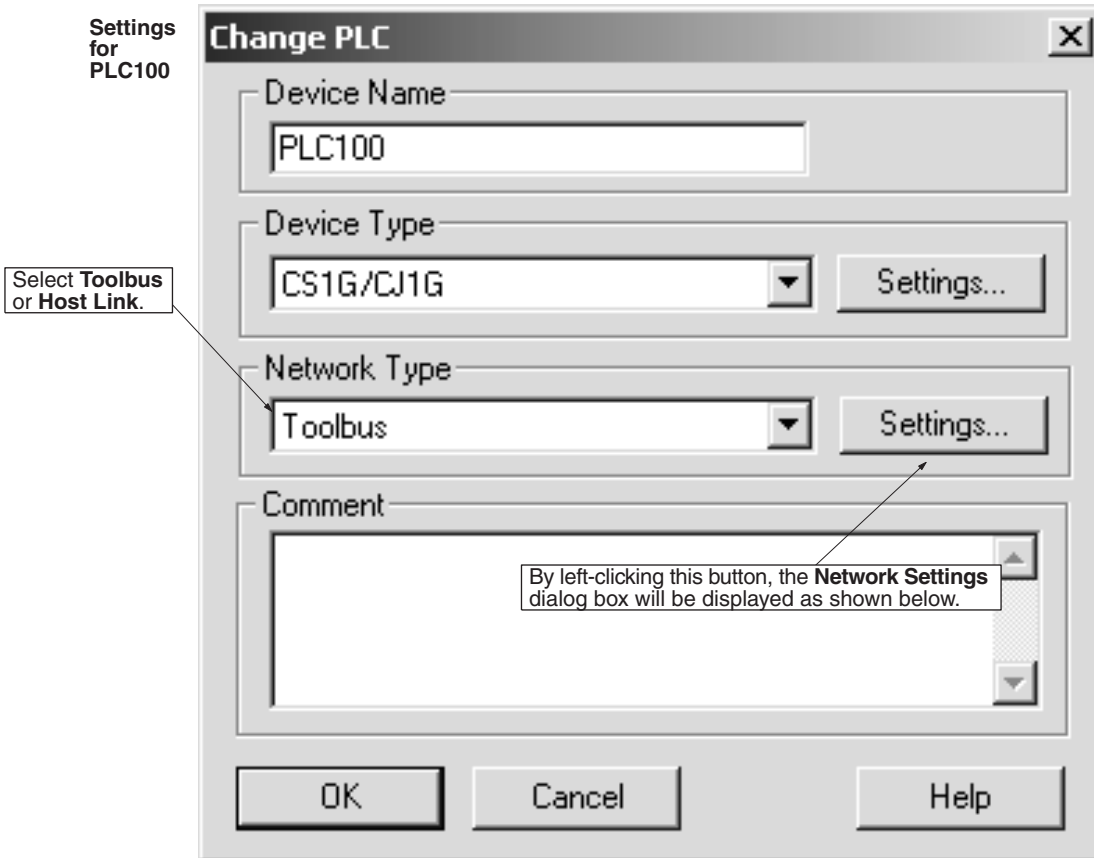 Settings
for
PLC100
Change PLC
Device Name
PLC100
Device Type
CS1G/CJ1G
Settings...
Select Toolbus
or Host Link.
Network Type
Toolbus
Settings...
Comment
By left-clicking this button, the Network Settings
dialog box will be displayed as shown below.
OK
Cancel
Help